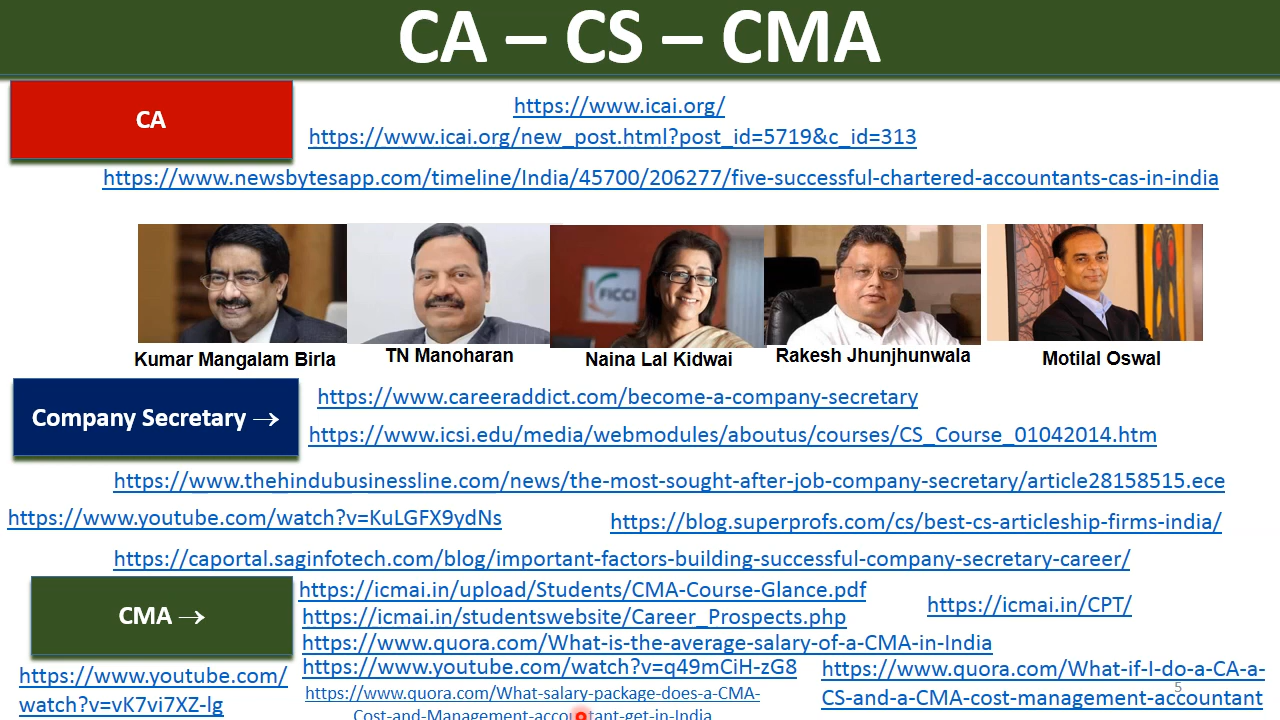 CA – CS – CMA
CA
https://www.icai.org/
https://www.icai.org/new_post.html?post_id=5719&c_id=313
https://www.newsbytesapp.com/timeline/India/45700/206277/five-successful-chartered-accountants-cas-in-india
FICCI
Kumar Mangalam Birla
TN Manoharan
Naina Lal Kidwai
Rakesh Jhunjhunwala
Motilal Oswal
Company Secretary →
https://www.careeraddict.com/become-a-company-secretary
https://www.icsi.edu/media/webmodules/aboutus/courses/CS_Course_01042014.htm
https://www.thehindubusinessline.com/news/the-most-sought-after-job-company-secretary/article28158515.ece
https://www.youtube.com/watch?v=KuLGFX9ydNs
https://blog.superprofs.com/cs/best-cs-articleship-firms-india/
https://caportal.saginfotech.com/blog/important-factors-building-successful-company-secretary-career/
CMA →
https://icmai.in/upload/Students/CMA-Course-Glance.pdf
https://icmai.in/studentswebsite/Career_Prospects.php
https://icmai.in/CPT/
https://www.quora.com/What-is-the-average-salary-of-a-CMA-in-India
https://www.youtube.com/
watch?v=vK7vi7XZ-lg
https://www.youtube.com/watch?v=q49mCiH-zG8
https://www.quora.com/What-salary-package-does-a-CMA-
Cost-and-Management-accountant-get-in-India
https://www.quora.com/What-if-I-do-a-CA-a-
CS-and-a-CMA-cost-management-accountant
5